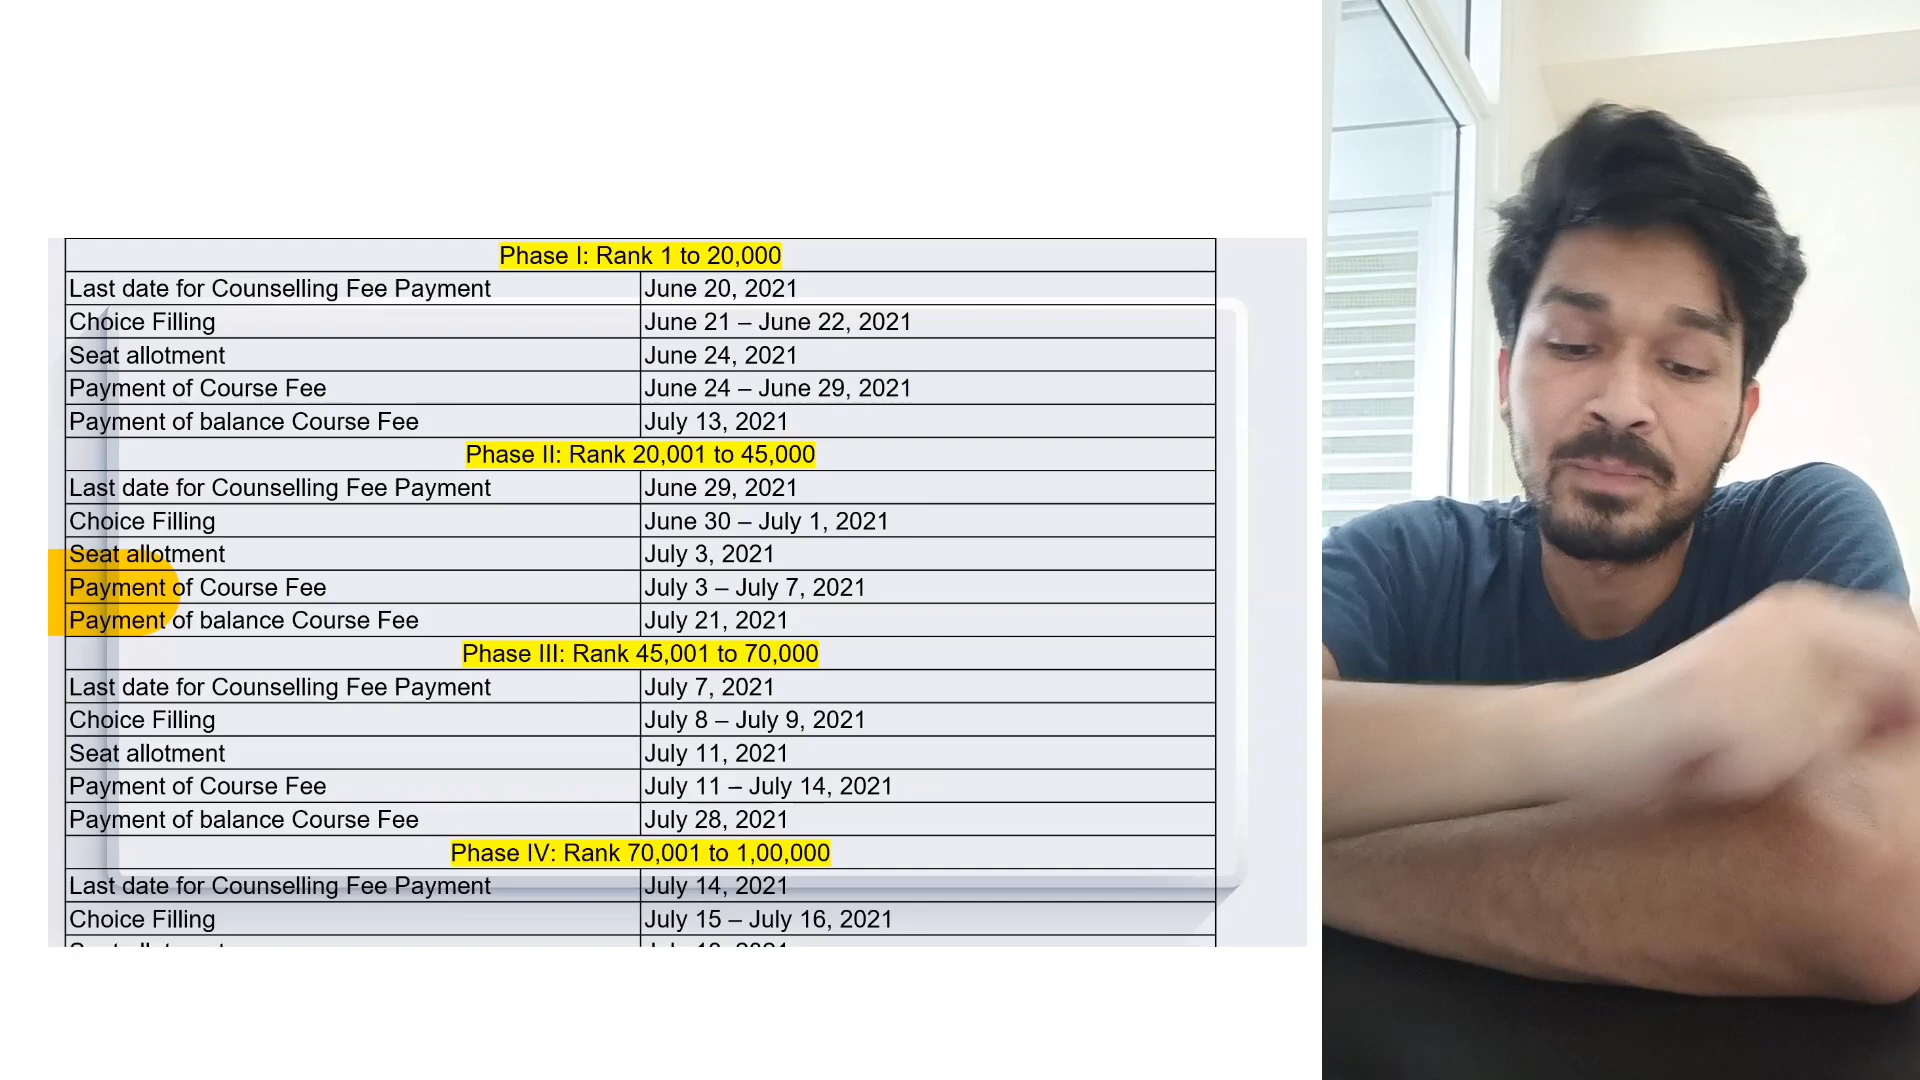 Phase I: Rank 1 to 20,000
Last date for Counselling Fee Payment June 20, 2021
Choice Filling June 21 – June 22, 2021
Seat allotment June 24, 2021
Payment of Course Fee June 24 – June 29, 2021
Payment of balance Course Fee July 13, 2021
Phase II: Rank 20,001 to 45,000
Last date for Counselling Fee Payment June 29, 2021
Choice Filling June 30 – July 1, 2021
Seat allotment July 3, 2021
Payment of Course Fee July 3 – July 7, 2021
Payment of balance Course Fee July 21, 2021
Phase III: Rank 45,001 to 70,000
Last date for Counselling Fee Payment July 7, 2021
Choice Filling July 8 – July 9, 2021
Seat allotment July 11, 2021
Payment of Course Fee July 11 – July 14, 2021
Payment of balance Course Fee July 28, 2021
Phase IV: Rank 70,001 to 1,00,000
Last date for Counselling Fee Payment July 14, 2021
Choice Filling July 15 – July 16, 2021